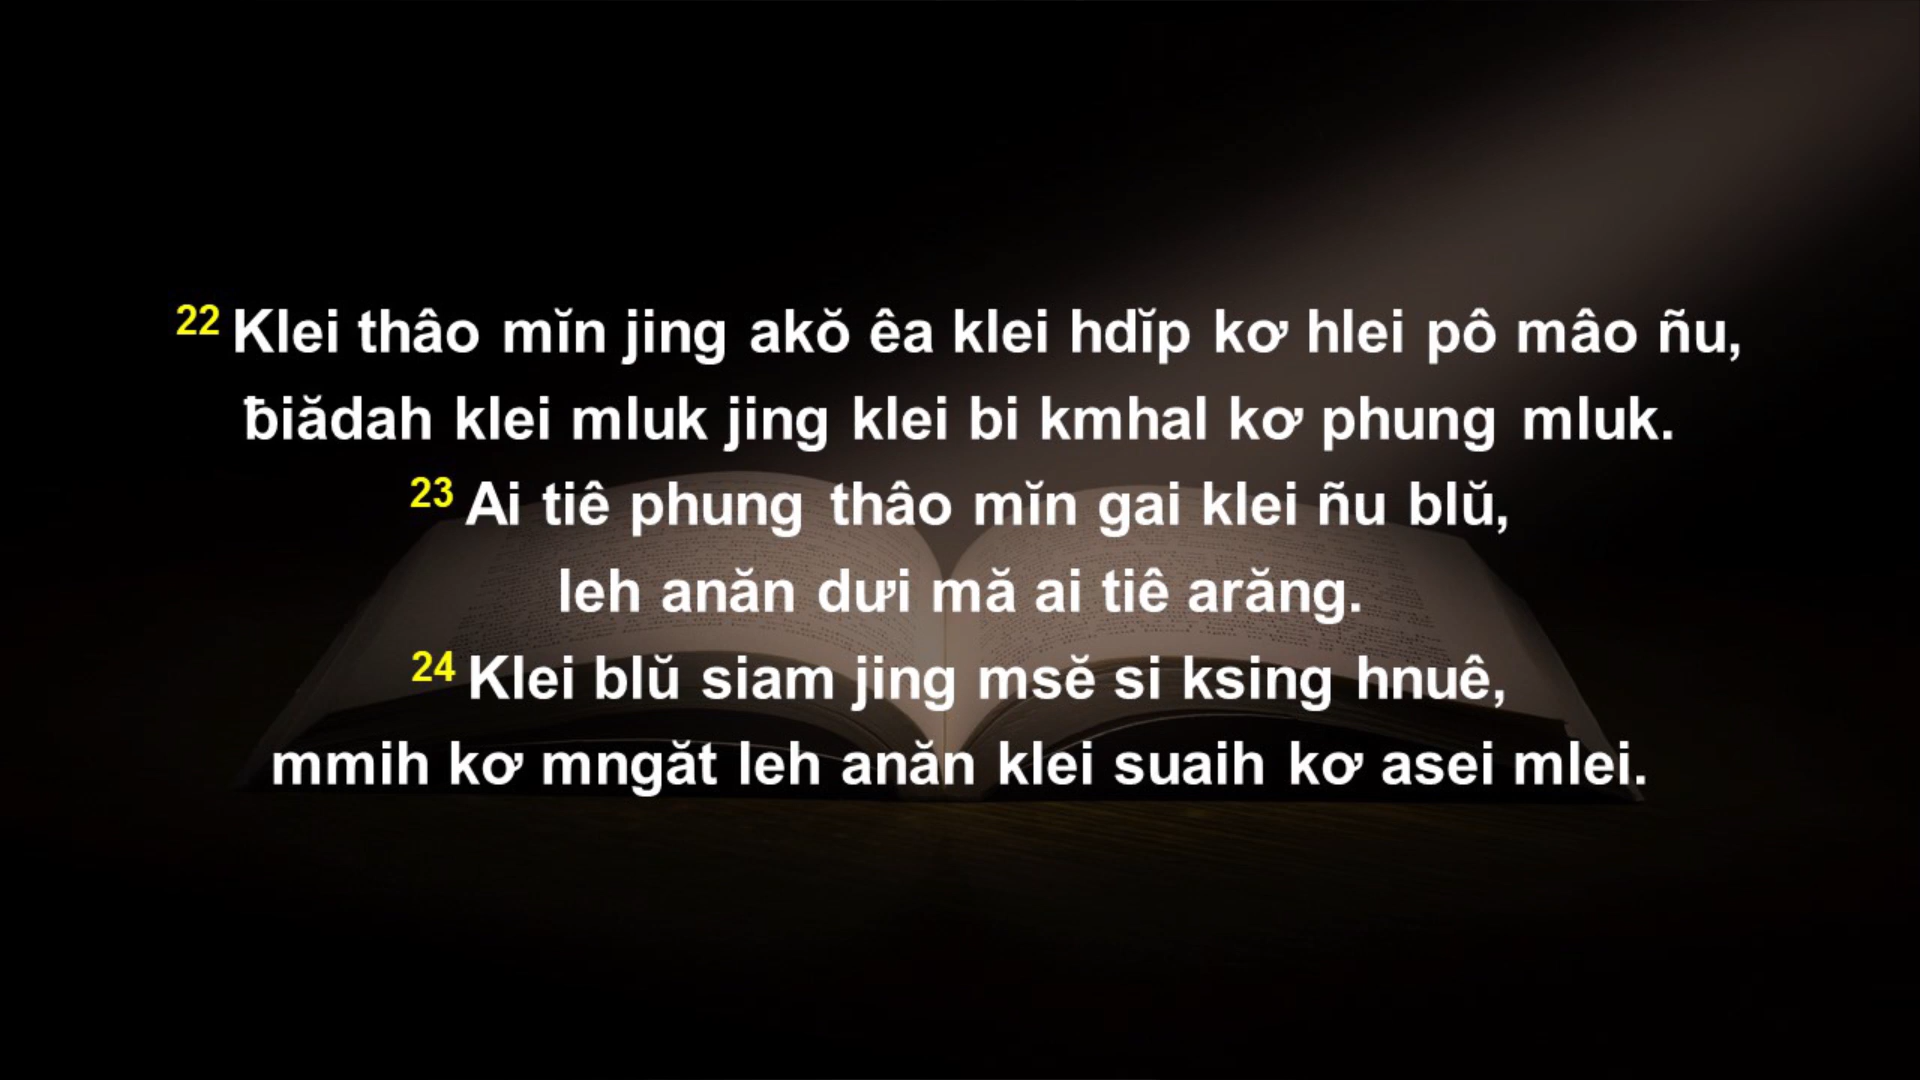 22 Klei thâo mĭn jing akŏ êa klei hdĭp kơ hlei pô mâo ñu,
ƀiădah klei mluk jing klei bi kmhal kơ phung mluk.
23 Ai tiê phung thâo mĭn gai klei ñu blŭ,
leh anăn dưi mă ai tiê arăng.
24 Klei blŭ siam jing msĕ si ksing hnuê,
mmih kơ mngăt leh anăn klei suaih kơ asei mlei.